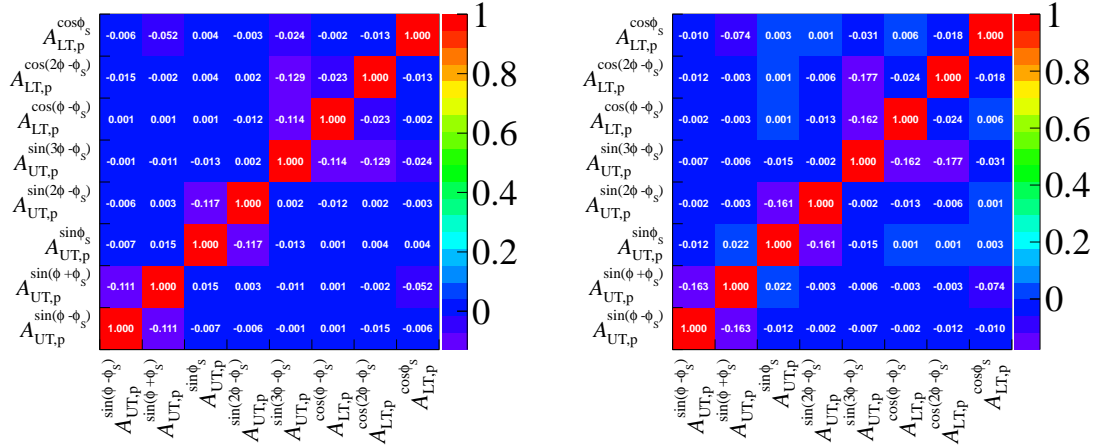 A_{LT,p}^{cosϕ_S} -0.006 -0.052 0.004 -0.003 -0.024 -0.002 -0.013 1.000
A_{LT,p}^{cos(2ϕ -ϕ_S)} -0.015 -0.002 0.004 0.002 -0.129 -0.023 1.000 -0.013
A_{LT,p}^{cos(ϕ -ϕ_S)} 0.001 0.001 0.001 -0.012 -0.114 1.000 -0.023 -0.002
A_{UT,p}^{sin(3ϕ -ϕ_S)} -0.001 -0.011 -0.013 0.002 1.000 -0.114 -0.129 -0.024
A_{UT,p}^{sin(2ϕ -ϕ_S)} -0.006 0.003 -0.117 1.000 0.002 -0.012 0.002 -0.003
A_{UT,p}^{sinϕ_S} -0.007 0.015 1.000 -0.117 -0.013 0.001 0.004 0.004
A_{UT,p}^{sin(ϕ +ϕ_S)} -0.111 1.000 0.015 0.003 -0.011 0.001 -0.002 -0.052
A_{UT,p}^{sin(ϕ -ϕ_S)} 1.000 -0.111 -0.007 -0.006 -0.001 0.001 -0.015 -0.006
A_{UT,p}^{sin(ϕ -ϕ_S)} A_{UT,p}^{sin(ϕ +ϕ_S)} A_{UT,p}^{sinϕ_S} A_{UT,p}^{sin(2ϕ -ϕ_S)} A_{UT,p}^{sin(3ϕ -ϕ_S)} A_{LT,p}^{cos(ϕ -ϕ_S)} A_{LT,p}^{cos(2ϕ -ϕ_S)} A_{LT,p}^{cosϕ_S}
1
0.8
0.6
0.4
0.2
0
A_{LT,p}^{cosϕ_S} -0.010 -0.074 0.003 0.001 -0.031 0.006 -0.018 1.000
A_{LT,p}^{cos(2ϕ -ϕ_S)} -0.012 -0.003 0.001 -0.006 -0.177 -0.024 1.000 -0.018
A_{LT,p}^{cos(ϕ -ϕ_S)} -0.002 -0.003 0.001 -0.013 -0.162 1.000 -0.024 0.006
A_{UT,p}^{sin(3ϕ -ϕ_S)} -0.007 -0.006 -0.015 -0.002 1.000 -0.162 -0.177 -0.031
A_{UT,p}^{sin(2ϕ -ϕ_S)} -0.002 -0.003 -0.161 1.000 -0.002 -0.013 -0.006 0.001
A_{UT,p}^{sinϕ_S} -0.012 0.022 1.000 -0.161 -0.015 0.001 0.001 0.003
A_{UT,p}^{sin(ϕ +ϕ_S)} -0.163 1.000 0.022 -0.003 -0.006 -0.003 -0.003 -0.074
A_{UT,p}^{sin(ϕ -ϕ_S)} 1.000 -0.163 -0.012 -0.002 -0.007 -0.002 -0.012 -0.010
A_{UT,p}^{sin(ϕ -ϕ_S)} A_{UT,p}^{sin(ϕ +ϕ_S)} A_{UT,p}^{sinϕ_S} A_{UT,p}^{sin(2ϕ -ϕ_S)} A_{UT,p}^{sin(3ϕ -ϕ_S)} A_{LT,p}^{cos(ϕ -ϕ_S)} A_{LT,p}^{cos(2ϕ -ϕ_S)} A_{LT,p}^{cosϕ_S}
1
0.8
0.6
0.4
0.2
0